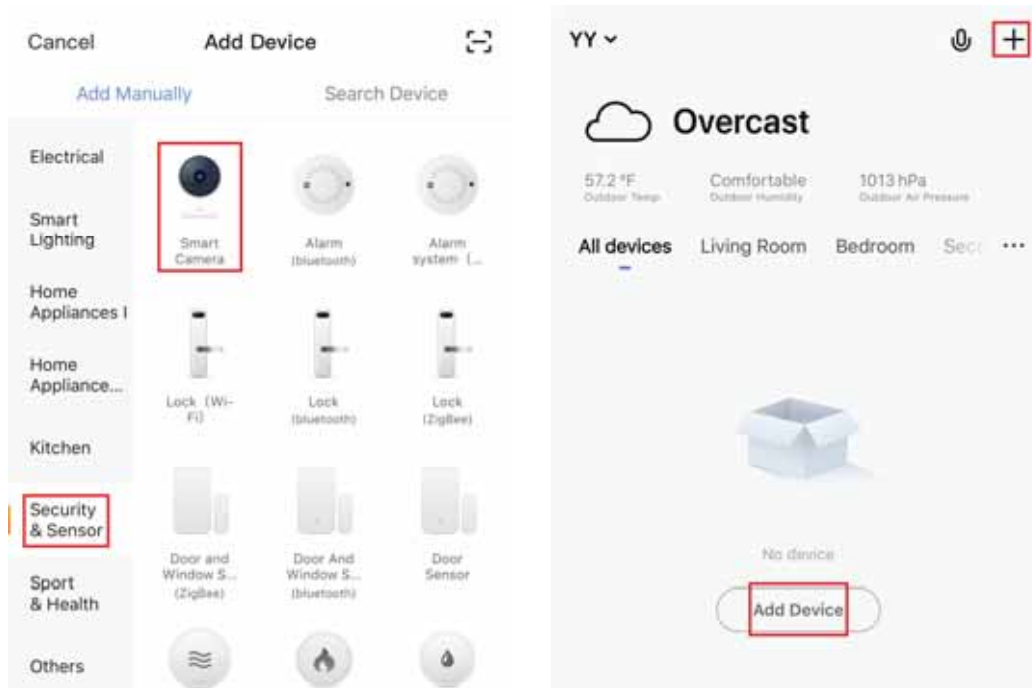 Cancel
Add Device
Add Manually
Search Device
Electrical
Smart
Lighting
Home
Appliances I
Home
Appliance...
Kitchen
Security
& Sensor
Sport
& Health
Others
Smart
Camera
Alarm
(bluetooth)
Alarm
system (...
Lock (Wi-
Fi)
Lock
(bluetooth)
Lock
(ZigBee)
Door and
Window S...
(ZigBee)
Door And
Window S...
(bluetooth)
Door
Sensor
YY
Overcast
57.2 °F
Outdoor Temp
Comfortable
Outdoor Humidity
1013 hPa
Outdoor Air Pressure
All devices
Living Room
Bedroom
Sec
...
No device
Add Device